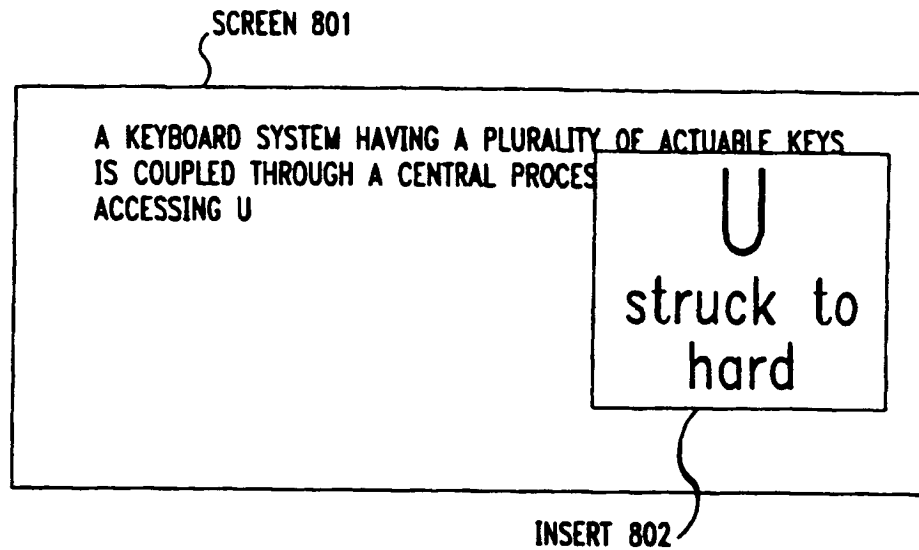 SCREEN 801
A KEYBOARD SYSTEM HAVING A PLURALITY OF ACTUABLE KEYS
IS COUPLED THROUGH A CENTRAL PROCES
ACCESSING U
U
struck to
hard
INSERT 802